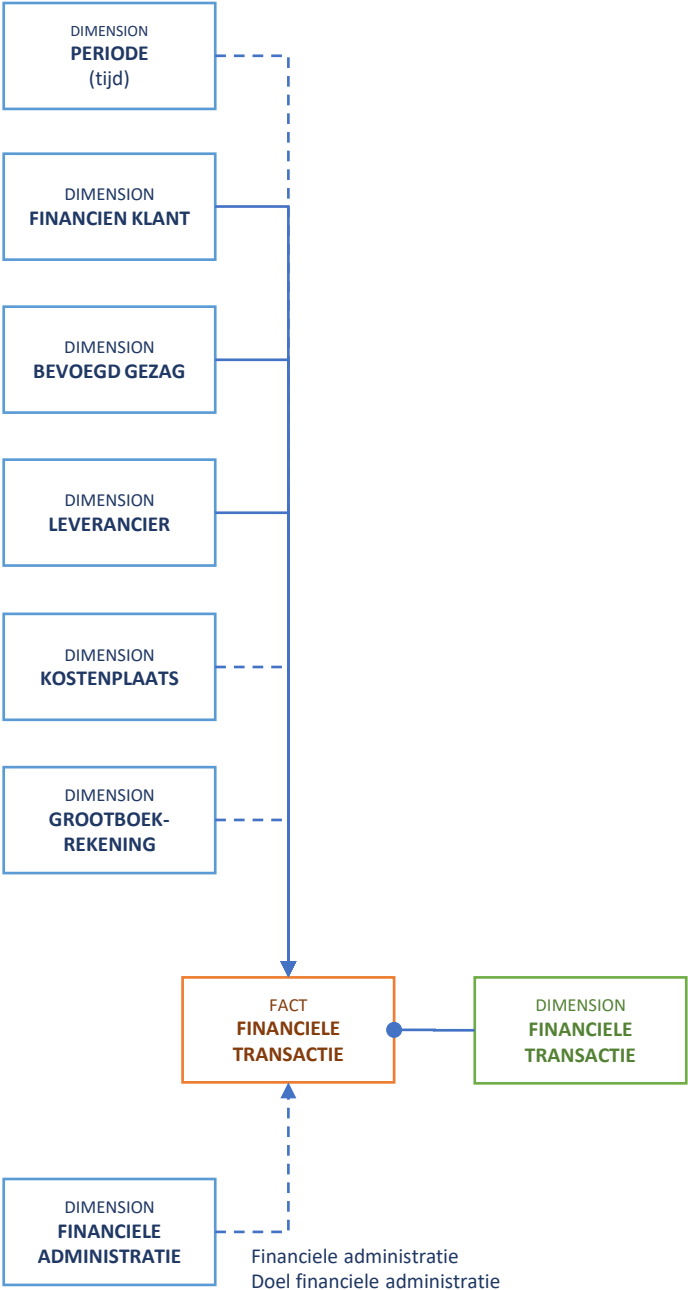 DIMENSION
PERIODE
(tijd)
DIMENSION
FINANCIEN KLANT
DIMENSION
BEVOEGD GEZAG
DIMENSION
LEVERANCIER
DIMENSION
KOSTENPLAATS
DIMENSION
GROOTBOEK-
REKENING
FACT
FINANCIELE
TRANSACTIE
DIMENSION
FINANCIELE
TRANSACTIE
DIMENSION
FINANCIELE
ADMINISTRATIE
Financiele administratie
Doel financiele administratie